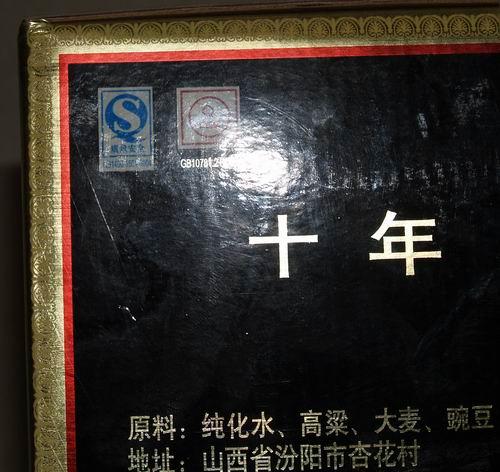 质量安全
GB10781.2
十年
原料：纯化水、高粱、大麦、豌豆
地址：山西省汾阳市杏花村